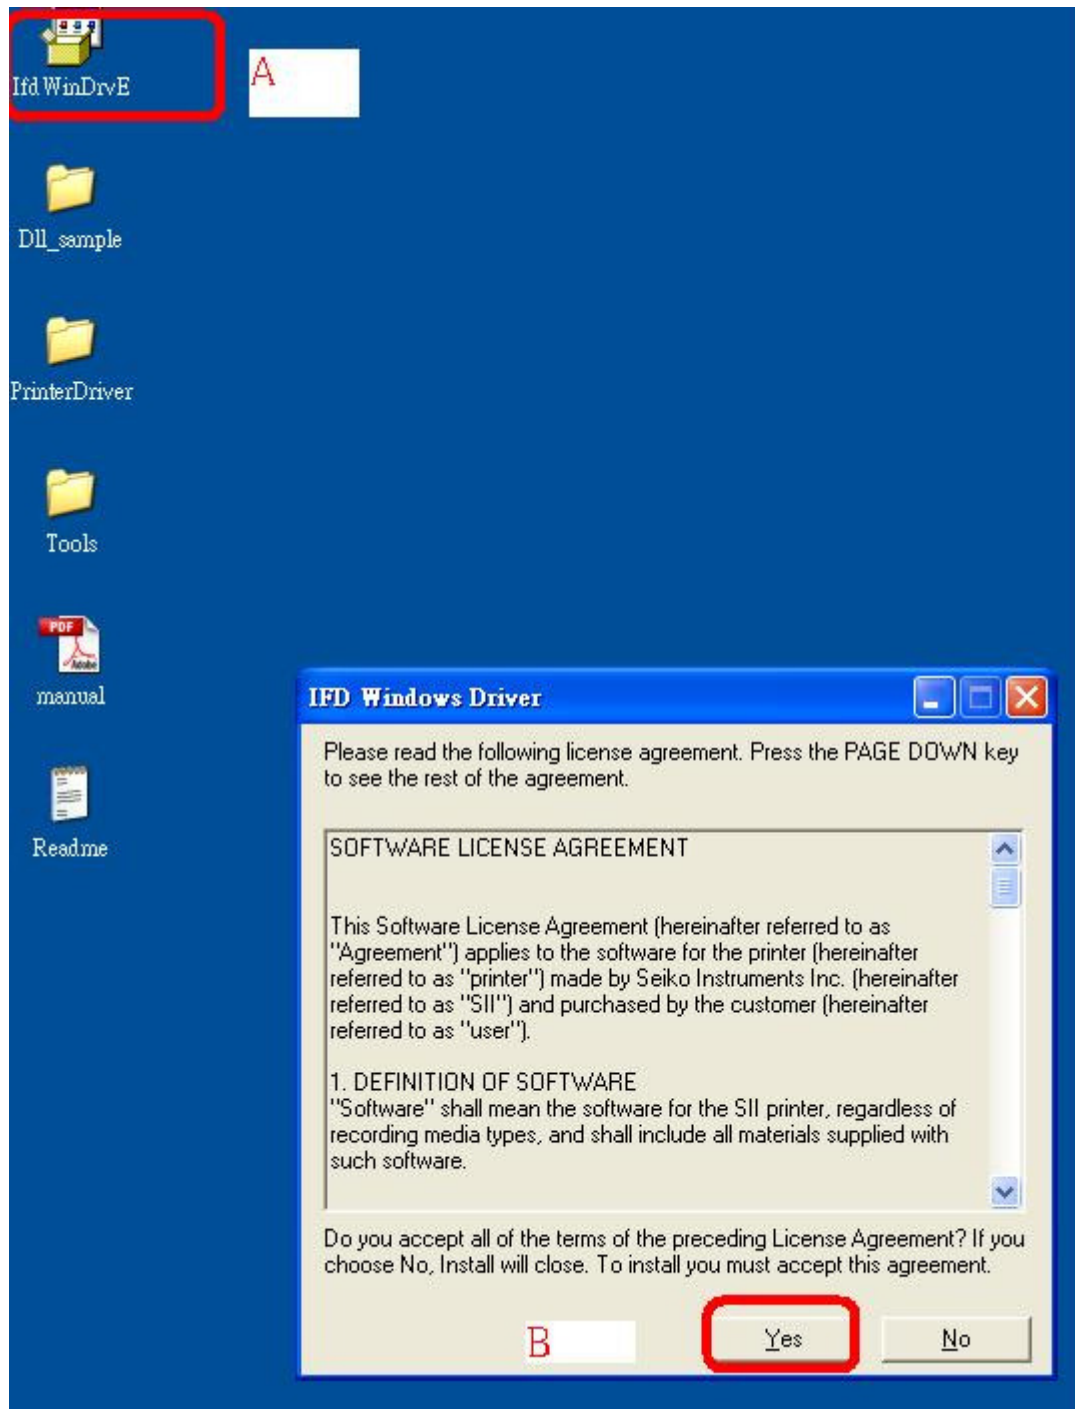 IfdWinDrvE
A
Dll_sample
PrinterDriver
Tools
PDF
Adobe
manual
Readme
IFD Windows Driver
Please read the following license agreement. Press the PAGE DOWN key
to see the rest of the agreement.
SOFTWARE LICENSE AGREEMENT
This Software License Agreement (hereinafter referred to as
"Agreement") applies to the software for the printer (hereinafter
referred to as "printer") made by Seiko Instruments Inc. (hereinafter
referred to as "SII") and purchased by the customer (hereinafter
referred to as "user").
1. DEFINITION OF SOFTWARE
"Software" shall mean the software for the SII printer, regardless of
recording media types, and shall include all materials supplied with
such software.
Do you accept all of the terms of the preceding License Agreement? If you
choose No, Install will close. To install you must accept this agreement.
B
Yes
No